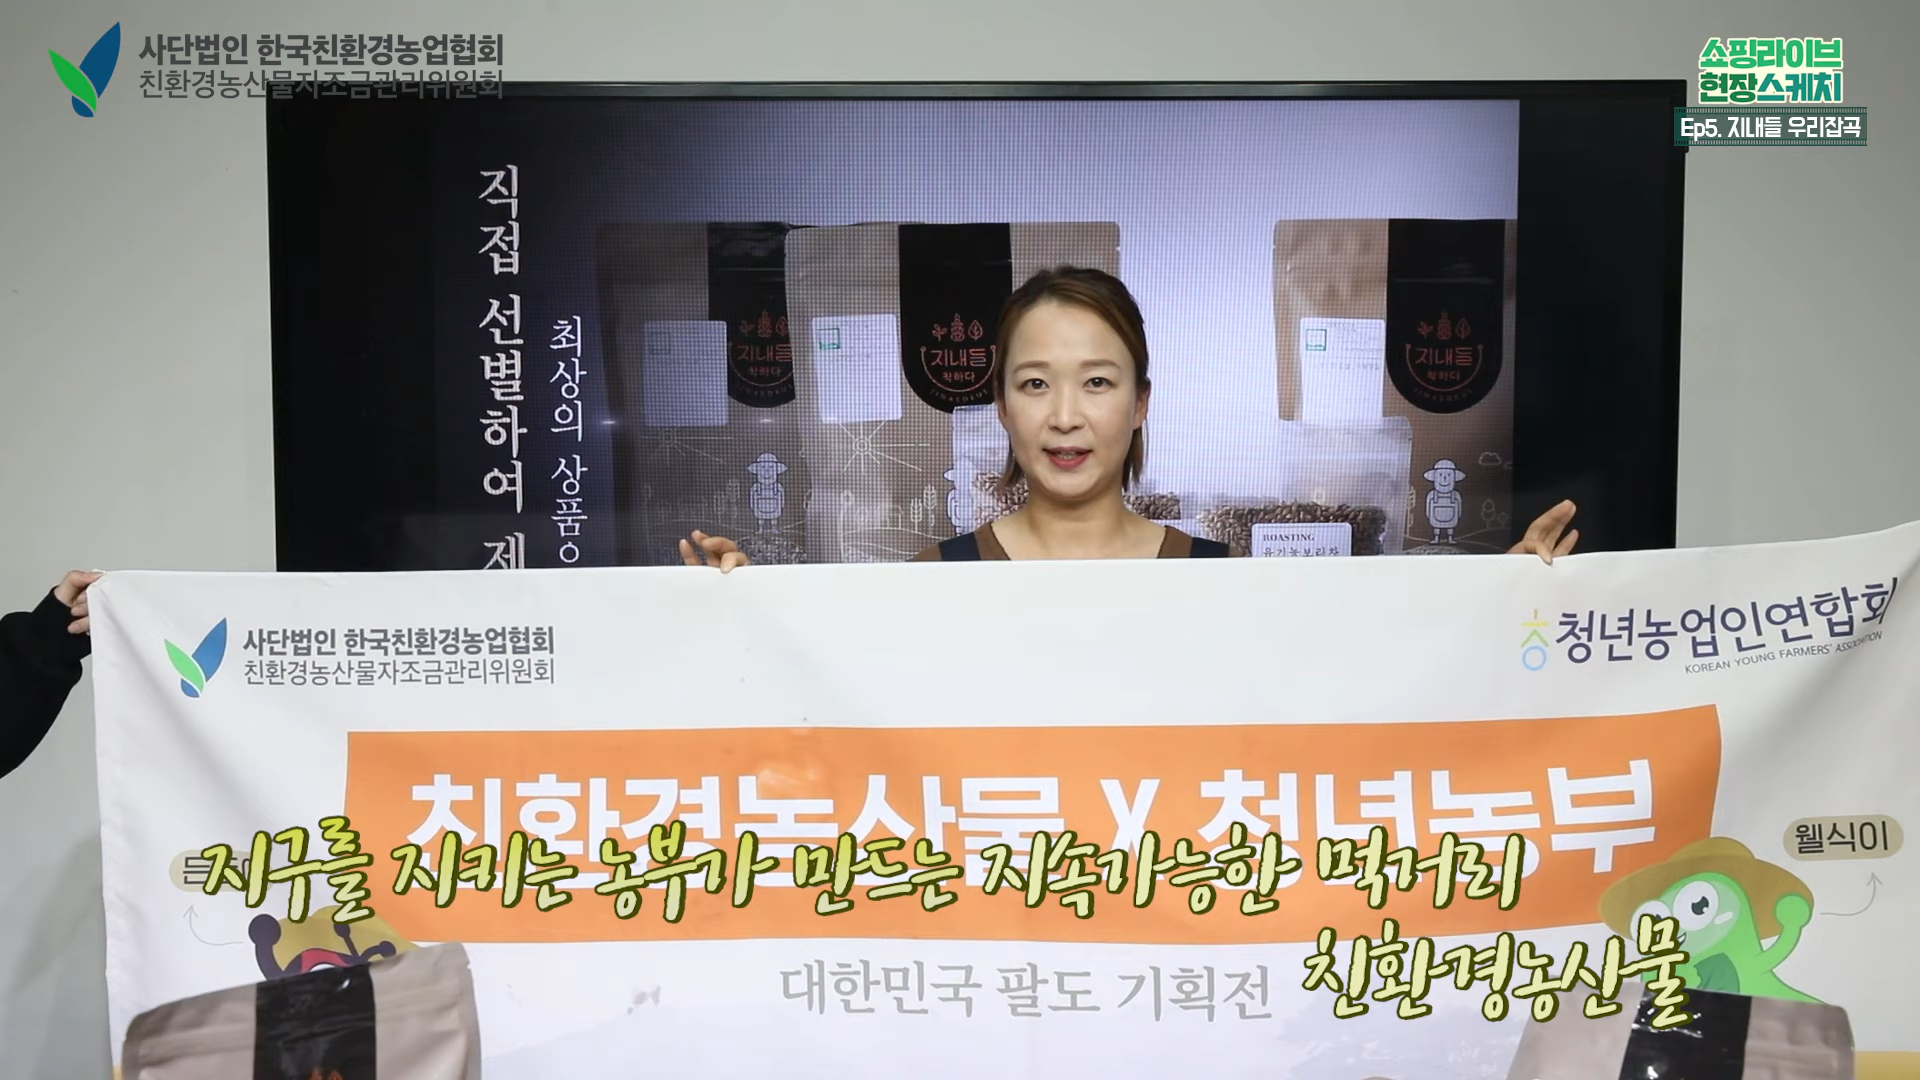 사단법인 한국친환경농업협회
친환경농산물자조금관리위원회
쇼핑라이브
현장스케치
Ep5. 지내들 우리잡곡
직접 선별하여 제
최상의 상품
지내들
착하다
지내들
착하다
JINAEDEUL
지내들
착하다
JINAEDEUL
ROASTING
유기농보리차
사단법인 한국친환경농업협회
친환경농산물자조금관리위원회
청년농업인연합회
KOREAN YOUNG FARMERS' ASSOCIATION
친환경농산물 X 청년농부
웰식이
지구를 지키는 농부가 만드는 지속가능한 먹거리
친환경농산물
대한민국 팔도 기획전